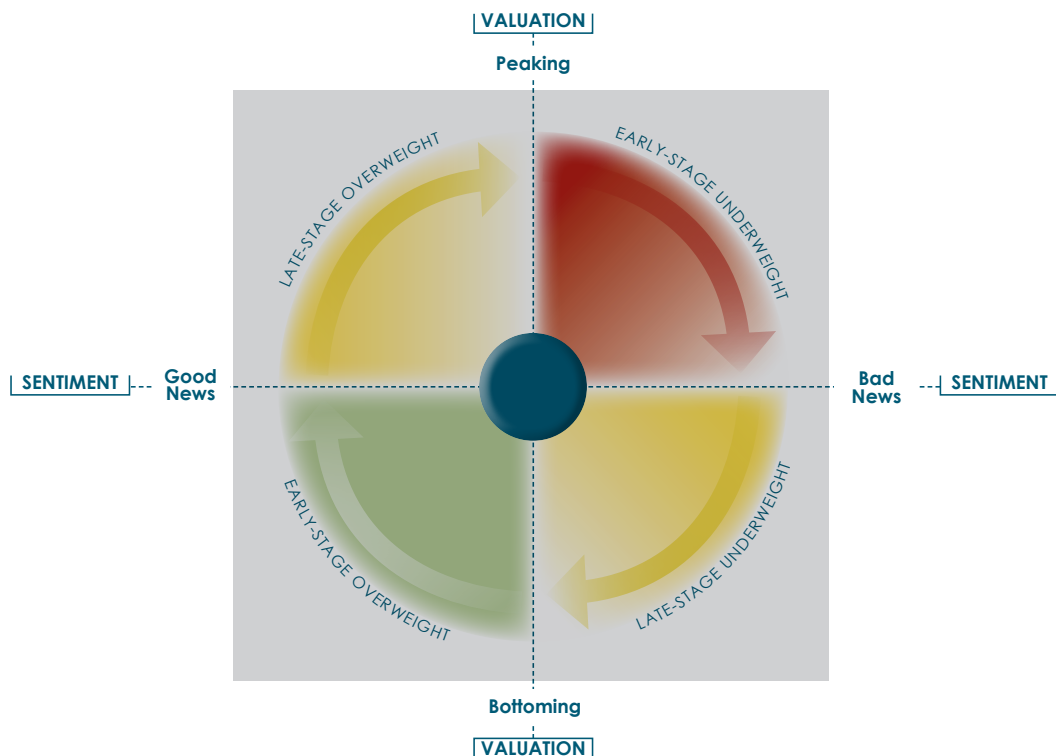 VALUATION
Peaking
LATE-STAGE OVERWEIGHT
EARLY-STAGE UNDERWEIGHT
SENTIMENT
Good
News
Bad
News
SENTIMENT
EARLY-STAGE OVERWEIGHT
LATE-STAGE UNDERWEIGHT
Bottoming
VALUATION